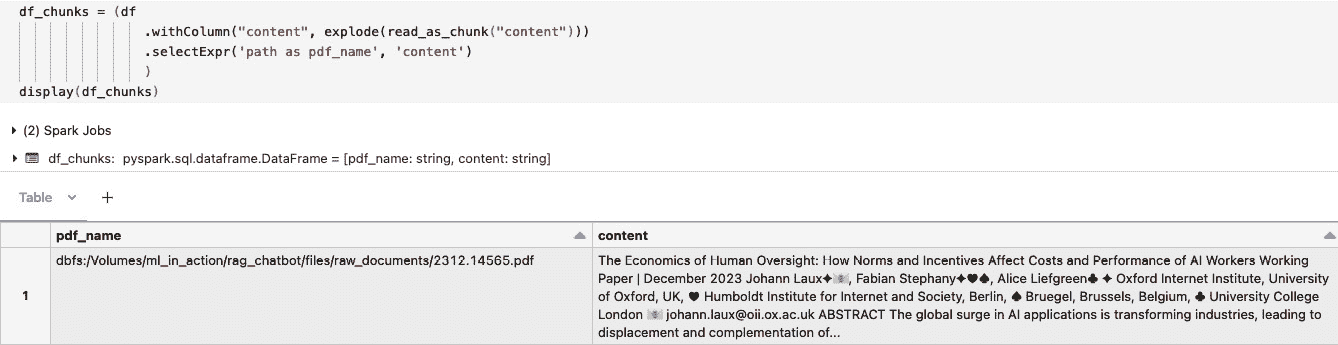 df_chunks = (df
.withColumn("content", explode(read_as_chunk("content")))
.selectExpr('path as pdf_name', 'content')
)
display(df_chunks)
(2) Spark Jobs
df_chunks: pyspark.sql.dataframe.DataFrame = [pdf_name: string, content: string]
Table +
pdf_name content
1 dbfs:/Volumes/ml_in_action/rag_chatbot/files/raw_documents/2312.14565.pdf
The Economics of Human Oversight: How Norms and Incentives Affect Costs and Performance of AI Workers Working
Paper | December 2023 Johann Laux✦📧, Fabian Stephany✦♥♠, Alice Liefgreen♣ ✦ Oxford Internet Institute, University
of Oxford, UK, ♥ Humboldt Institute for Internet and Society, Berlin, ♠ Bruegel, Brussels, Belgium, ♣ University College
London 📧 johann.laux@oii.ox.ac.uk ABSTRACT The global surge in AI applications is transforming industries, leading to
displacement and complementation of...